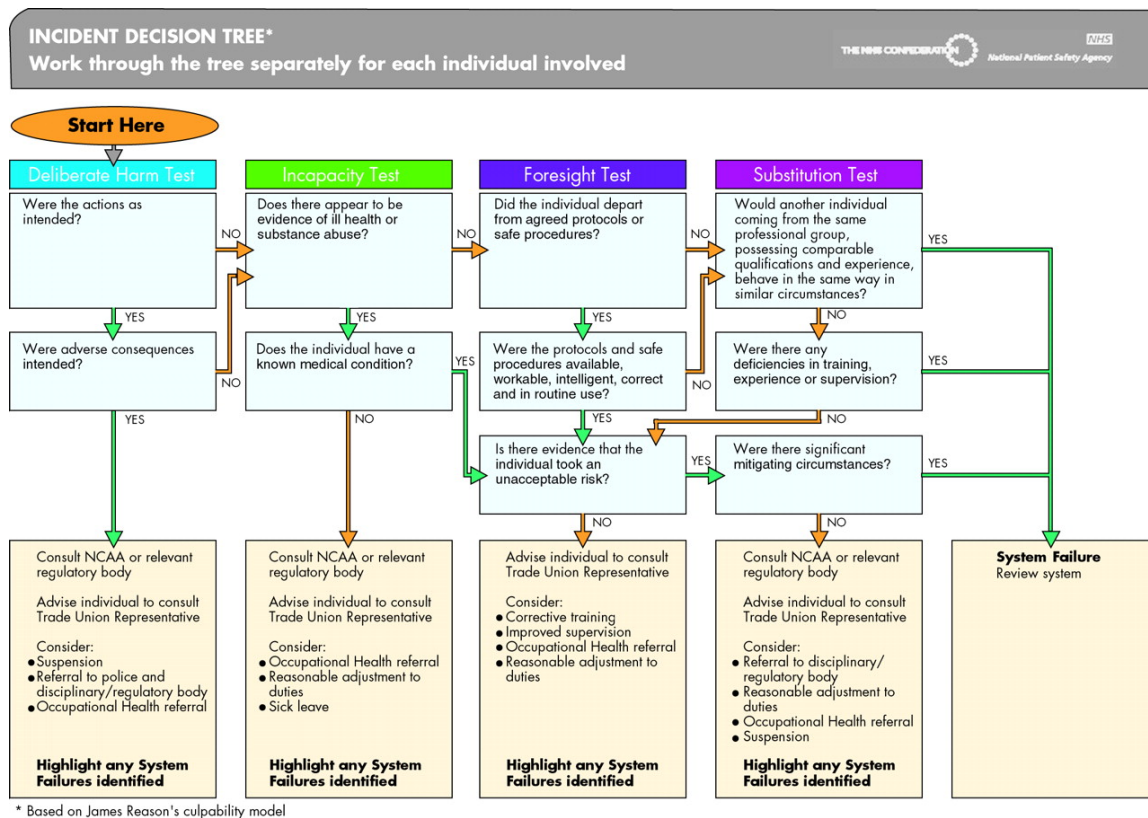 INCIDENT DECISION TREE*
Work through the tree separately for each individual involved
THE NHS CONFEDERATION
NHS
National Patient Safety Agency
Start Here
Deliberate Harm Test
Were the actions as
intended?
NO
YES
Were adverse consequences
intended?
NO
YES
Consult NCAA or relevant
regulatory body
Advise individual to consult
Trade Union Representative
Consider:
● Suspension
● Referral to police and
disciplinary/regulatory body
● Occupational Health referral
Highlight any System
Failures identified
Incapacity Test
Does there appear to be
evidence of ill health or
substance abuse?
NO
YES
Does the individual have a
known medical condition?
YES
NO
Consult NCAA or relevant
regulatory body
Advise individual to consult
Trade Union Representative
Consider:
● Occupational Health referral
● Reasonable adjustment to
duties
● Sick leave
Highlight any System
Failures identified
Foresight Test
Did the individual depart
from agreed protocols or
safe procedures?
NO
YES
Were the protocols and safe
procedures available,
workable, intelligent, correct
and in routine use?
NO
YES
Is there evidence that the
individual took an
unacceptable risk?
YES
NO
Advise individual to consult
Trade Union Representative
Consider:
● Corrective training
● Improved supervision
● Occupational Health referral
● Reasonable adjustment to
duties
Highlight any System
Failures identified
Substitution Test
Would another individual
coming from the same
professional group,
possessing comparable
qualifications and experience,
behave in the same way in
similar circumstances?
YES
NO
Were there any
deficiencies in training,
experience or supervision?
YES
NO
Were there significant
mitigating circumstances?
YES
NO
Consult NCAA or relevant
regulatory body
Advise individual to consult
Trade Union Representative
Consider:
● Referral to disciplinary/
regulatory body
● Reasonable adjustment to
duties
● Occupational Health referral
● Suspension
Highlight any System
Failures identified
System Failure
Review system
* Based on James Reason's culpability model